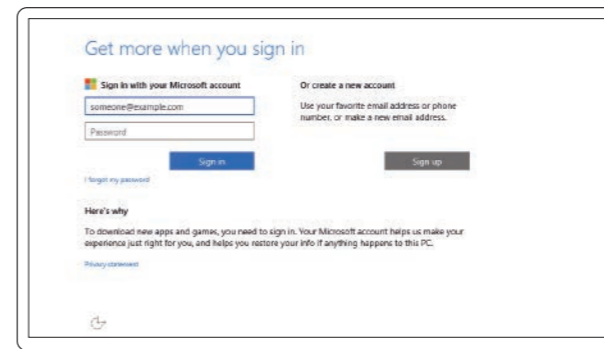 Get more when you sign in
Sign in with your Microsoft account
someone@example.com
Password
Sign in
I forgot my password
Or create a new account
Use your favorite email address or phone
number, or make a new email address.
Sign up
Here's why
To download new apps and games, you need to sign in. Your Microsoft account helps us make your
experience just right for you, and helps you restore your info if anything happens to this PC.
Privacy statement